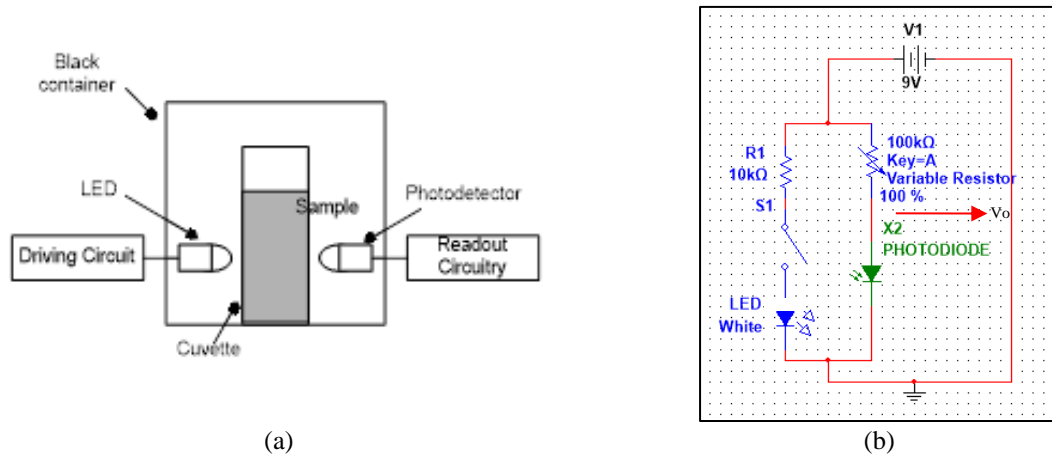 Black
container
LED
Sample
Photodetector
Driving Circuit
Readout
Circuitry
Cuvette
(a)
V1
9V
R1
10kΩ
100kΩ
Key=A
Variable Resistor
100 %
S1
Vo
X2
PHOTODIODE
LED
White
(b)